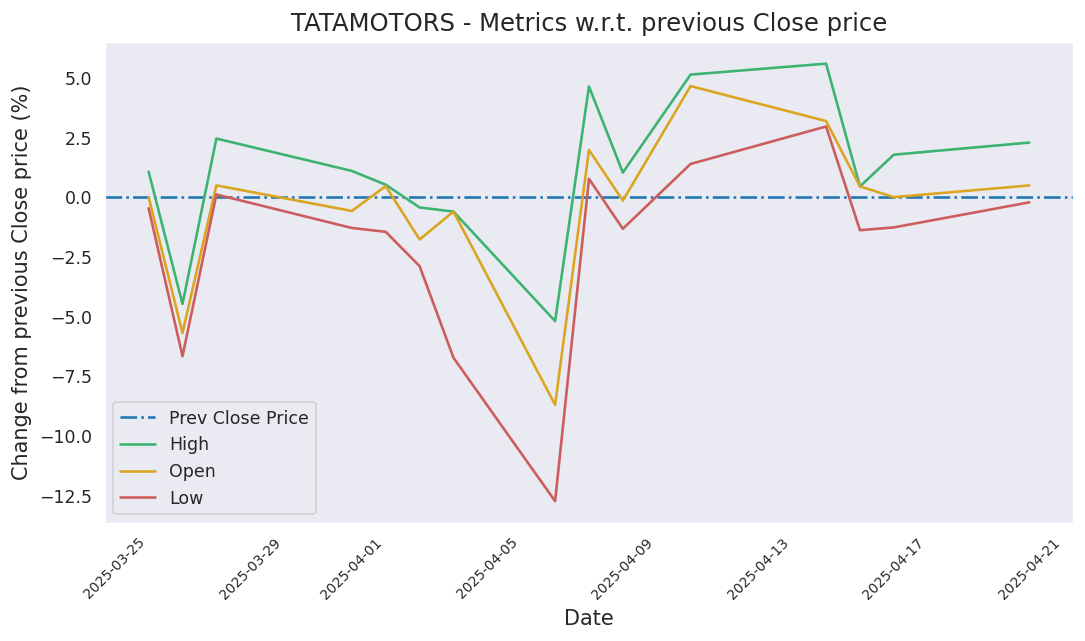 TATAMOTORS - Metrics w.r.t. previous Close price
Change from previous Close price (%)
5.0
2.5
0.0
−2.5
−5.0
−7.5
−10.0
−12.5
Prev Close Price
High
Open
Low
2025-03-25
2025-03-29
2025-04-01
2025-04-05
2025-04-09
2025-04-13
2025-04-17
2025-04-21
Date